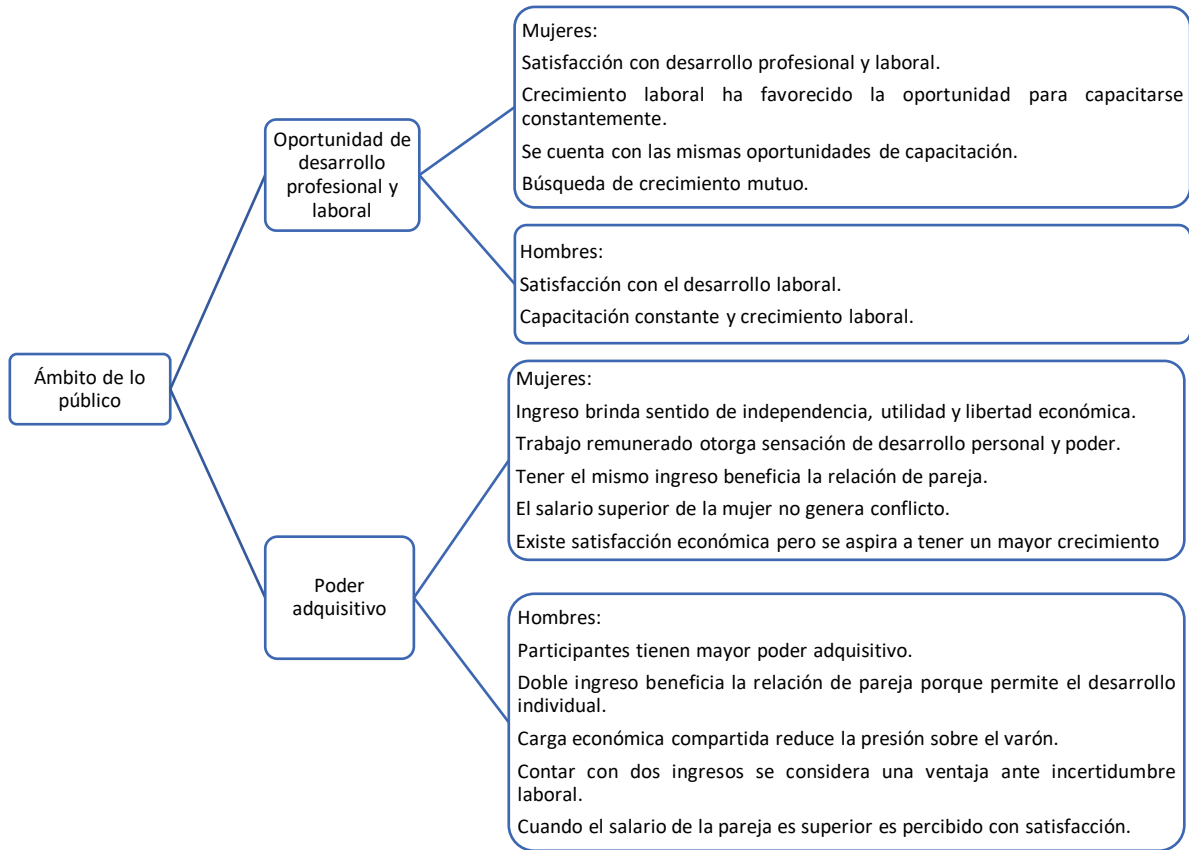 Mujeres:
Satisfacción con desarrollo profesional y laboral.
Crecimiento laboral ha favorecido la oportunidad para capacitarse
constantemente.
Se cuenta con las mismas oportunidades de capacitación.
Búsqueda de crecimiento mutuo.
Oportunidad de
desarrollo
profesional y
laboral
Hombres:
Satisfacción con el desarrollo laboral.
Capacitación constante y crecimiento laboral.
Ámbito de lo
público
Mujeres:
Ingreso brinda sentido de independencia, utilidad y libertad económica.
Trabajo remunerado otorga sensación de desarrollo personal y poder.
Tener el mismo ingreso beneficia la relación de pareja.
El salario superior de la mujer no genera conflicto.
Existe satisfacción económica pero se aspira a tener un mayor crecimiento
Poder
adquisitivo
Hombres:
Participantes tienen mayor poder adquisitivo.
Doble ingreso beneficia la relación de pareja porque permite el desarrollo
individual.
Carga económica compartida reduce la presión sobre el varón.
Contar con dos ingresos se considera una ventaja ante incertidumbre
laboral.
Cuando el salario de la pareja es superior es percibido con satisfacción.